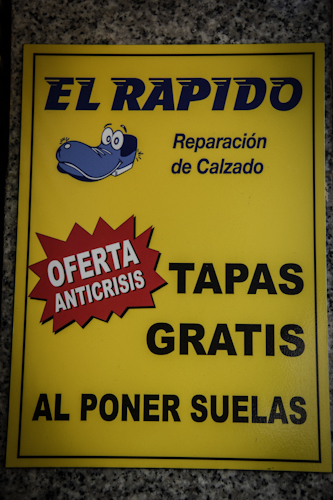 EL RAPIDO
Reparación
de Calzado
OFERTA
ANTICRISIS
TAPAS
GRATIS
AL PONER SUELAS